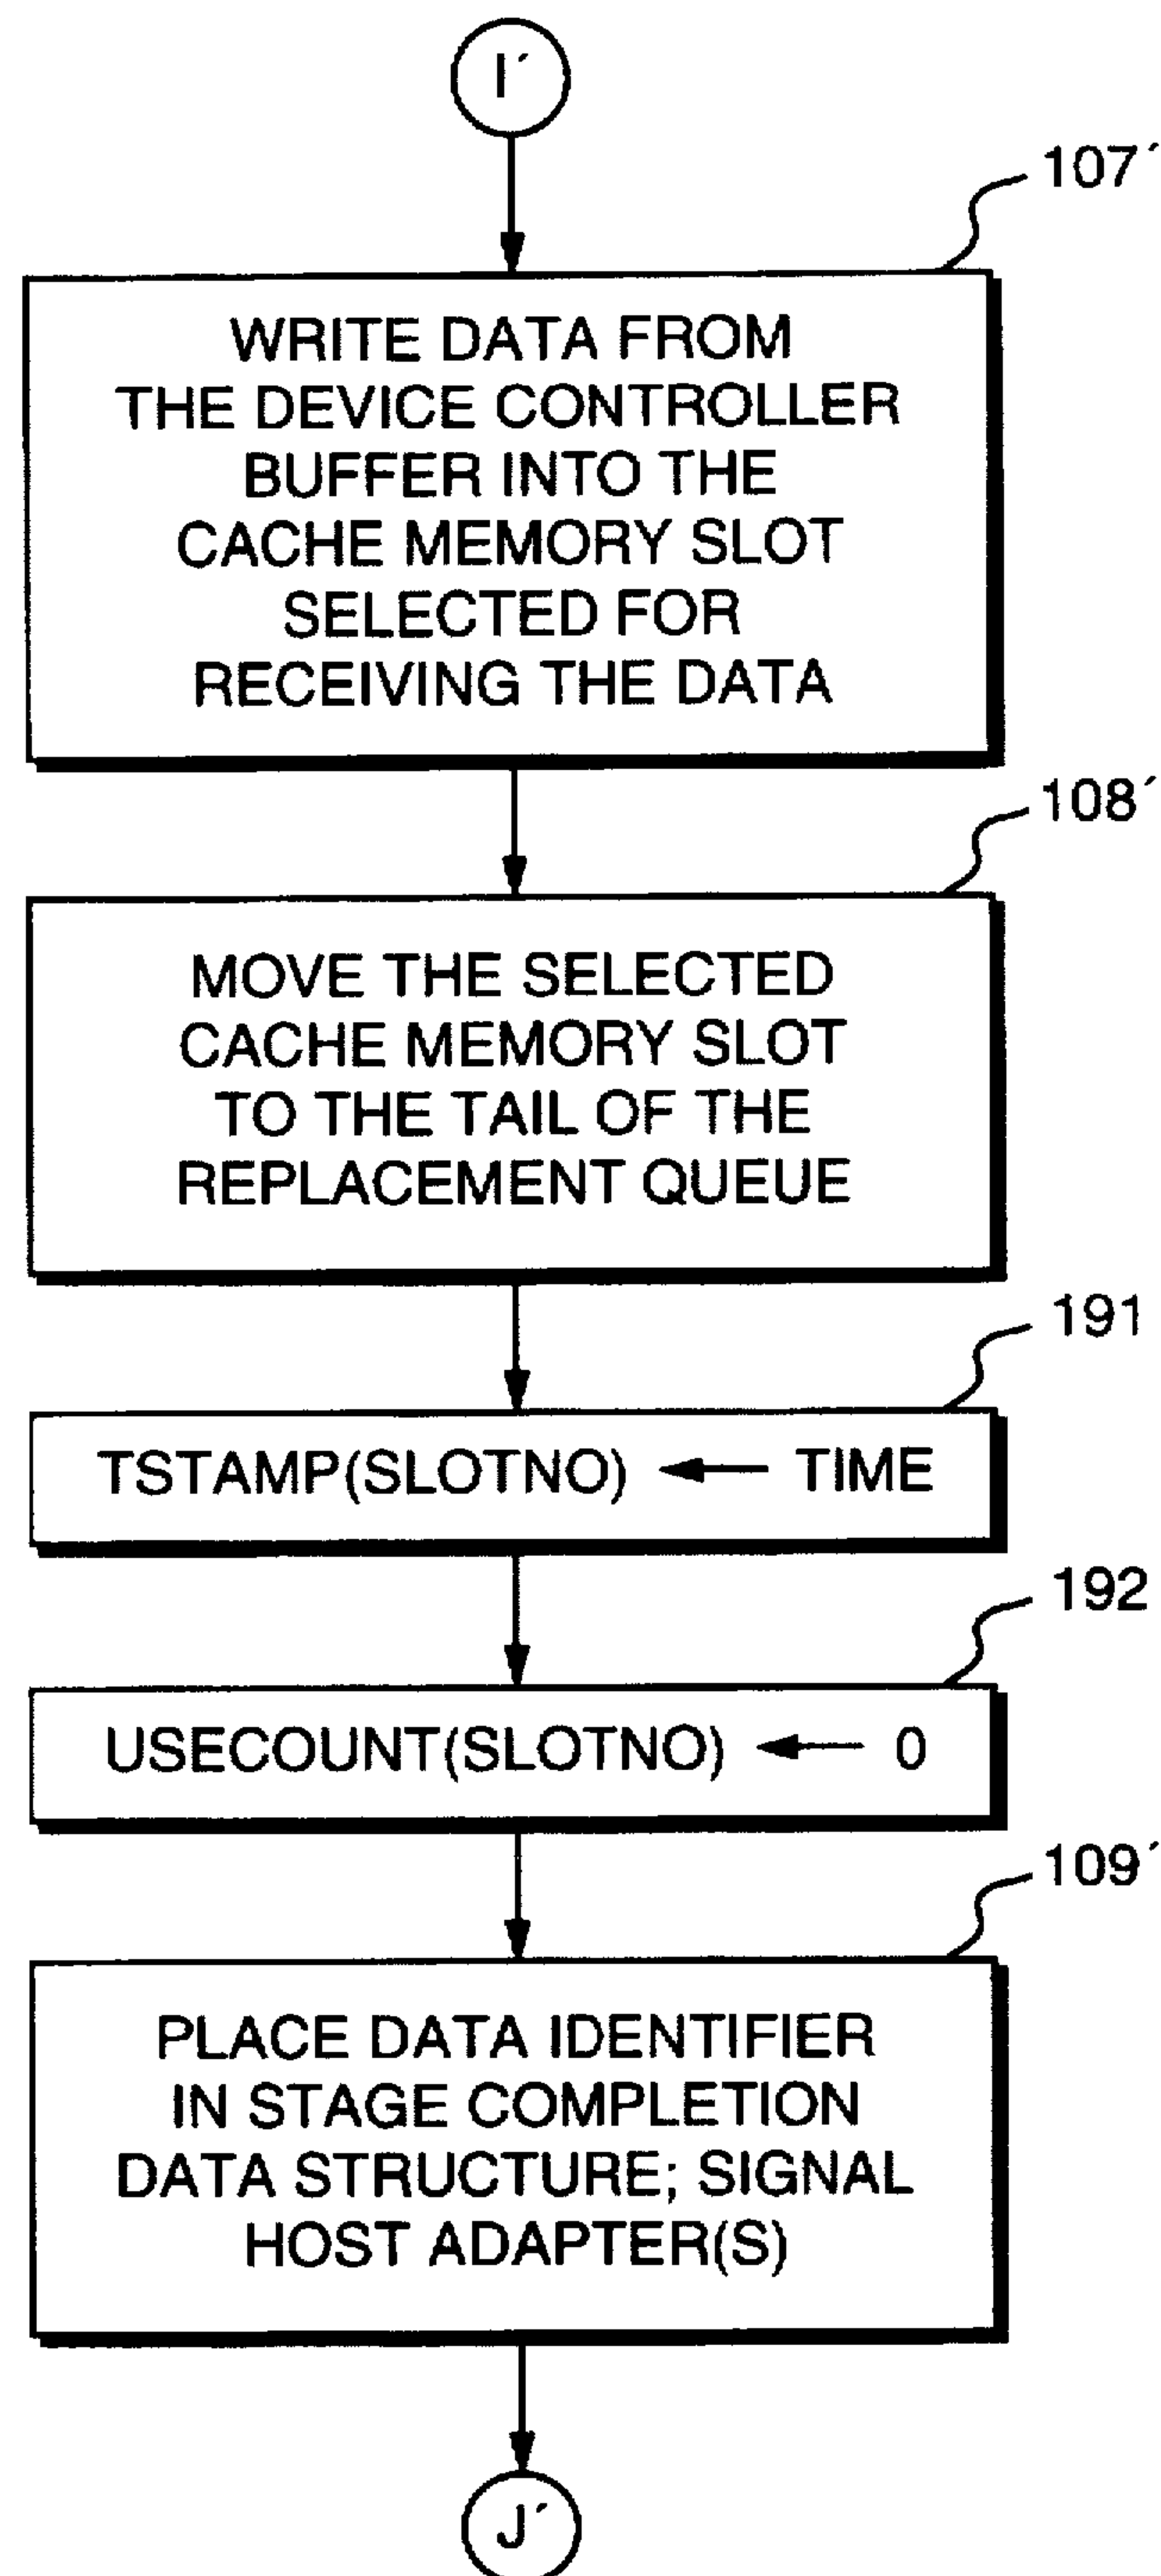 I´
107´
WRITE DATA FROM
THE DEVICE CONTROLLER
BUFFER INTO THE
CACHE MEMORY SLOT
SELECTED FOR
RECEIVING THE DATA
108´
MOVE THE SELECTED
CACHE MEMORY SLOT
TO THE TAIL OF THE
REPLACEMENT QUEUE
191
TSTAMP(SLOTNO) ← TIME
192
USECOUNT(SLOTNO) ← 0
109´
PLACE DATA IDENTIFIER
IN STAGE COMPLETION
DATA STRUCTURE; SIGNAL
HOST ADAPTER(S)
J´